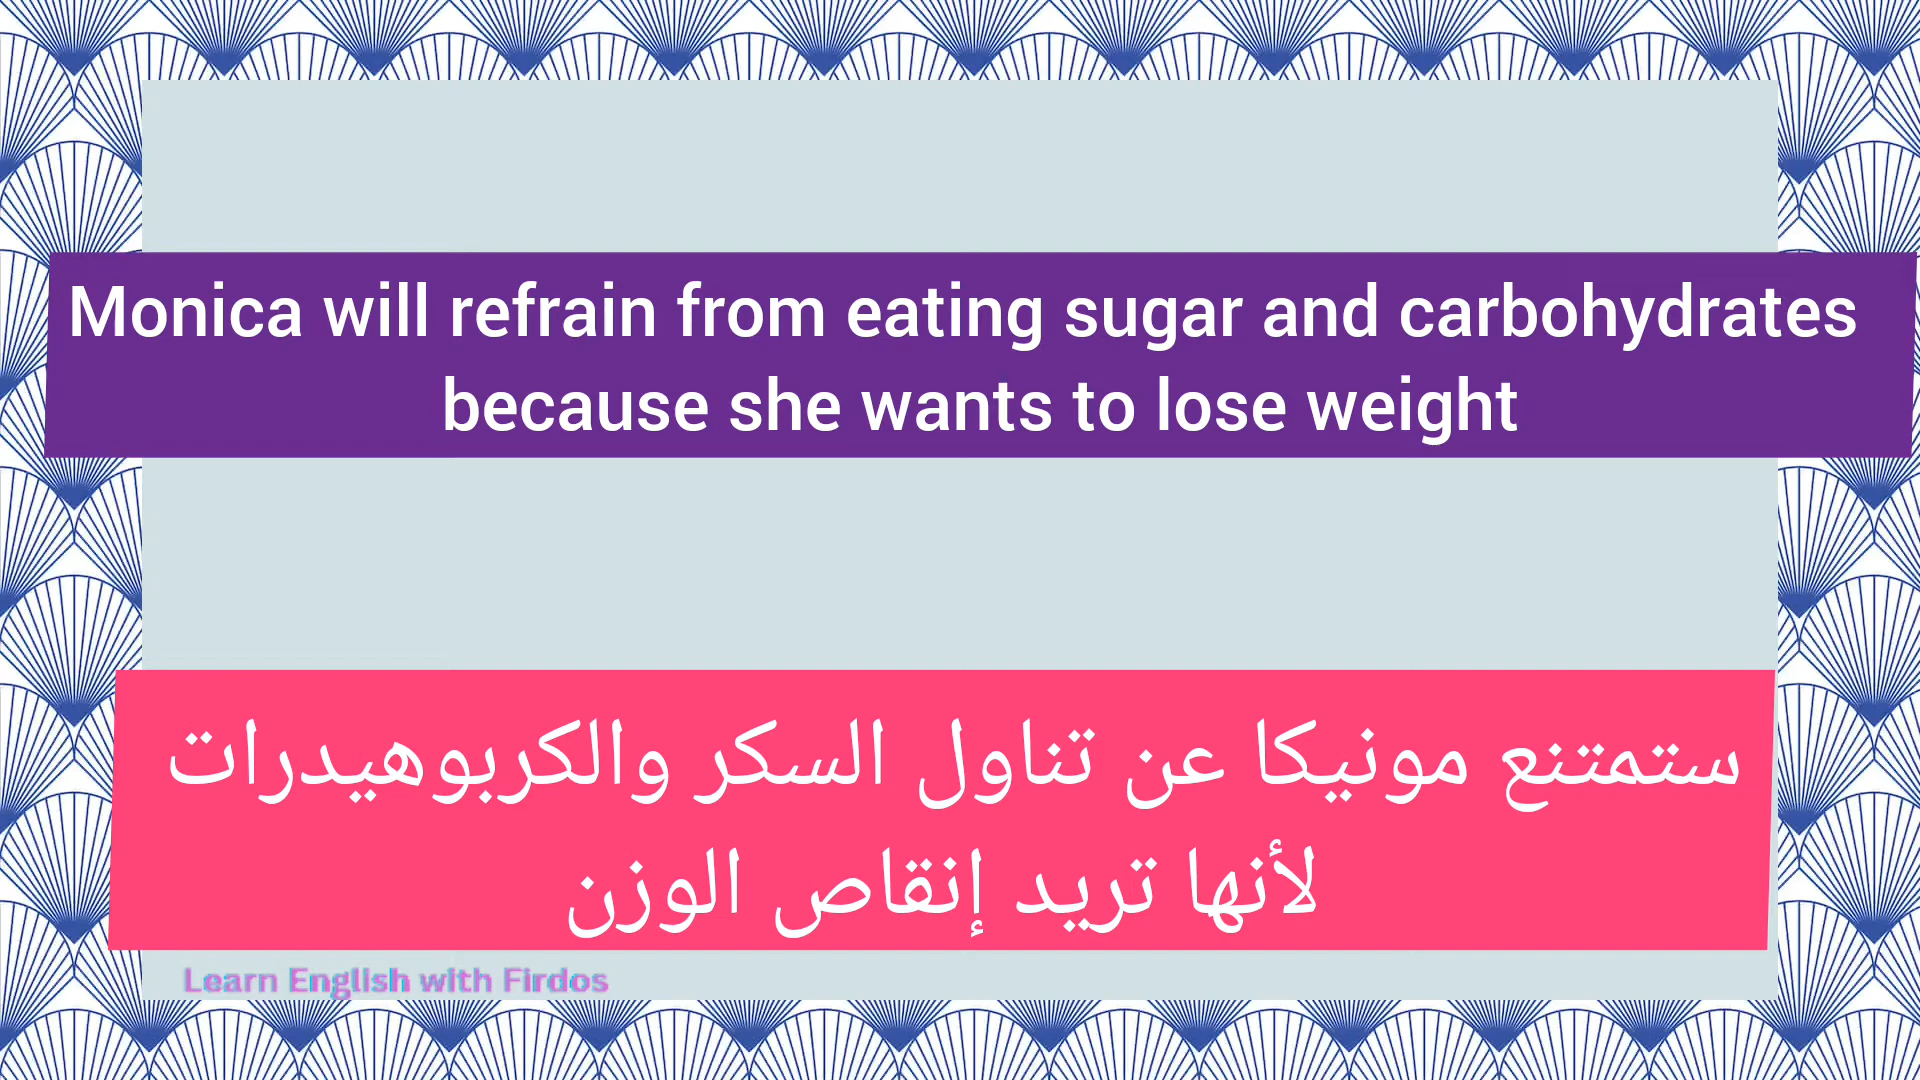 Monica will refrain from eating sugar and carbohydrates
because she wants to lose weight
ستمتنع مونيكا عن تناول السكر والكربوهيدرات
لأنها تريد إنقاص الوزن
Learn English with Firdos